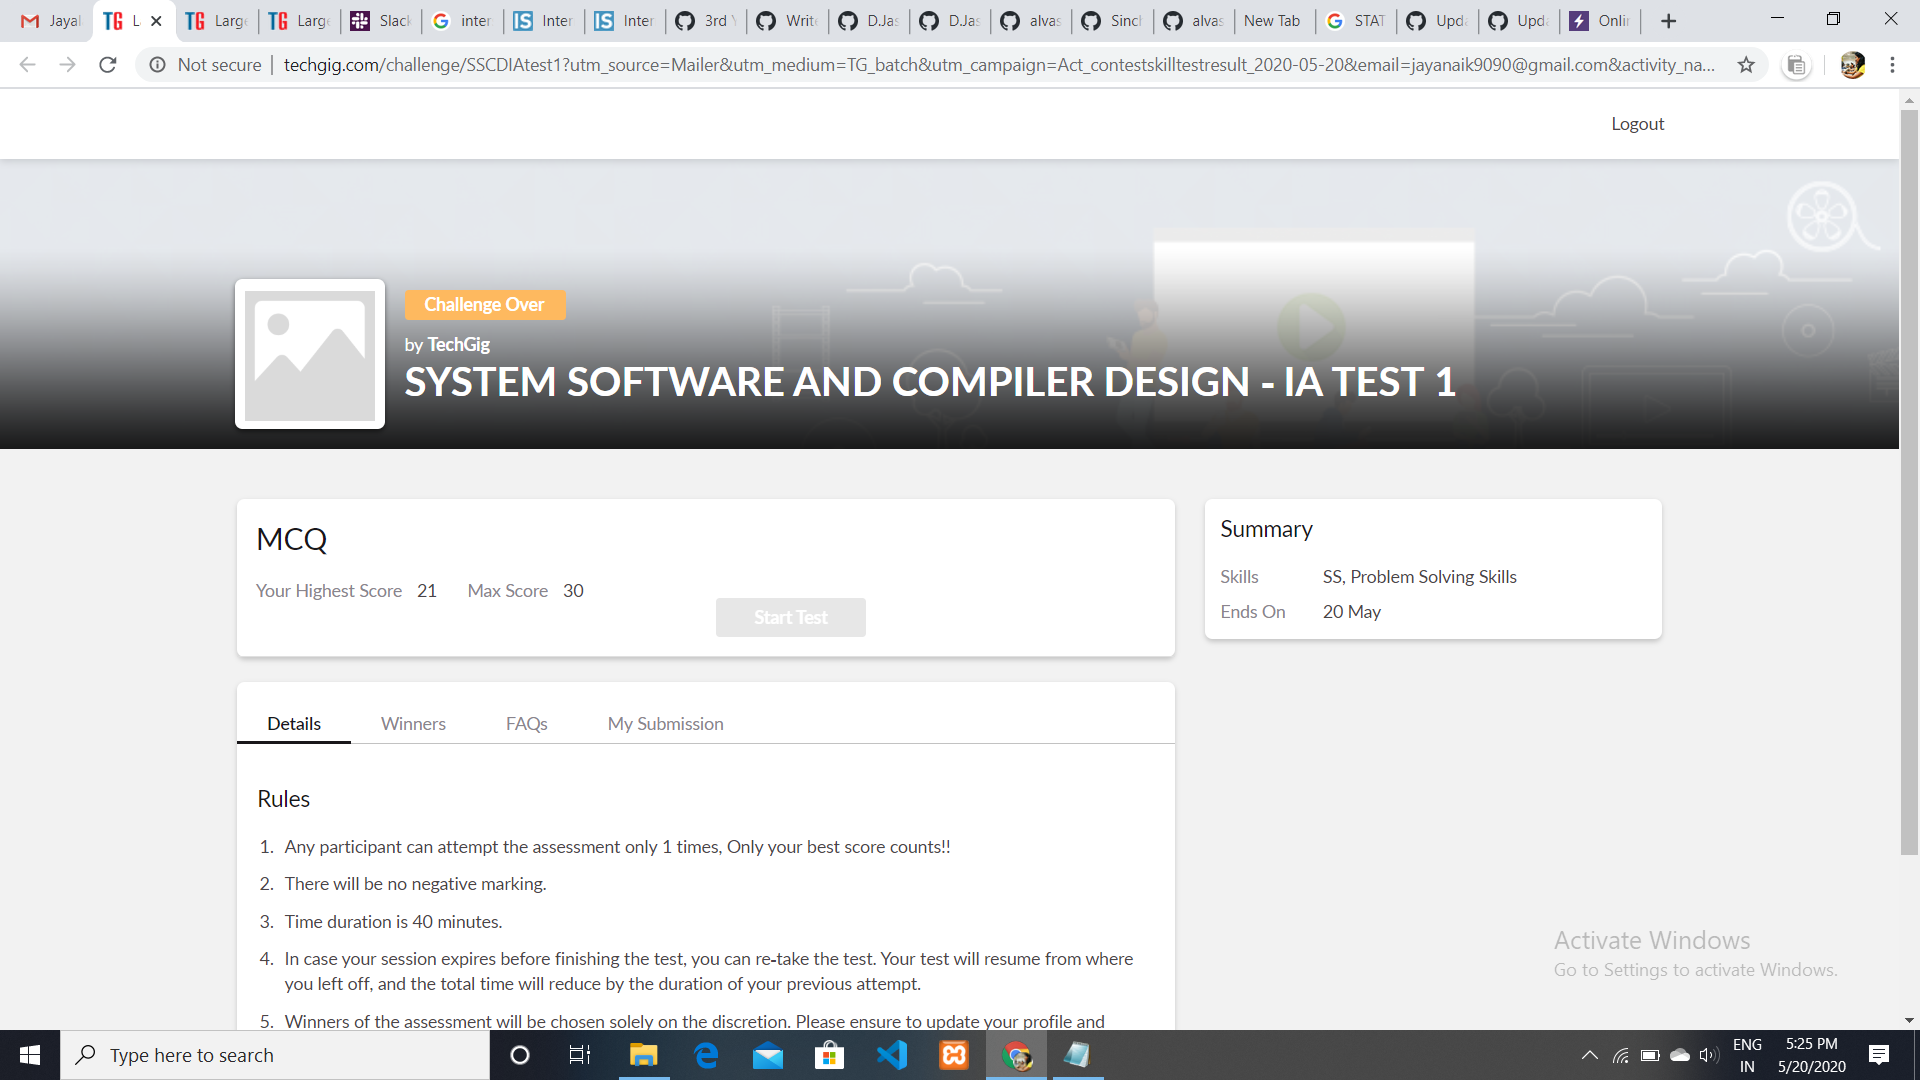 Jayal
L
Large
Large
Slack
inter
Inter
Inter
3rd Y
Write
D.Jas
D.Jas
alvas
Sinch
alvas
New Tab
STAT
Upda
Upda
Onlin
Not secure | techgig.com/challenge/SSCDIAtest1?utm_source=Mailer&utm_medium=TG_batch&utm_campaign=Act_contestskilltestresult_2020-05-20&email=jayanaik9090@gmail.com&activity_na...
Logout
Challenge Over
by TechGig
SYSTEM SOFTWARE AND COMPILER DESIGN - IA TEST 1
MCQ
Your Highest Score 21 Max Score 30
Start Test
Summary
Skills SS, Problem Solving Skills
Ends On 20 May
Details Winners FAQs My Submission
Rules
1. Any participant can attempt the assessment only 1 times, Only your best score counts!!
2. There will be no negative marking.
3. Time duration is 40 minutes.
4. In case your session expires before finishing the test, you can re-take the test. Your test will resume from where
you left off, and the total time will reduce by the duration of your previous attempt.
5. Winners of the assessment will be chosen solely on the discretion. Please ensure to update your profile and
Activate Windows
Go to Settings to activate Windows.
Type here to search
ENG
IN
5:25 PM
5/20/2020